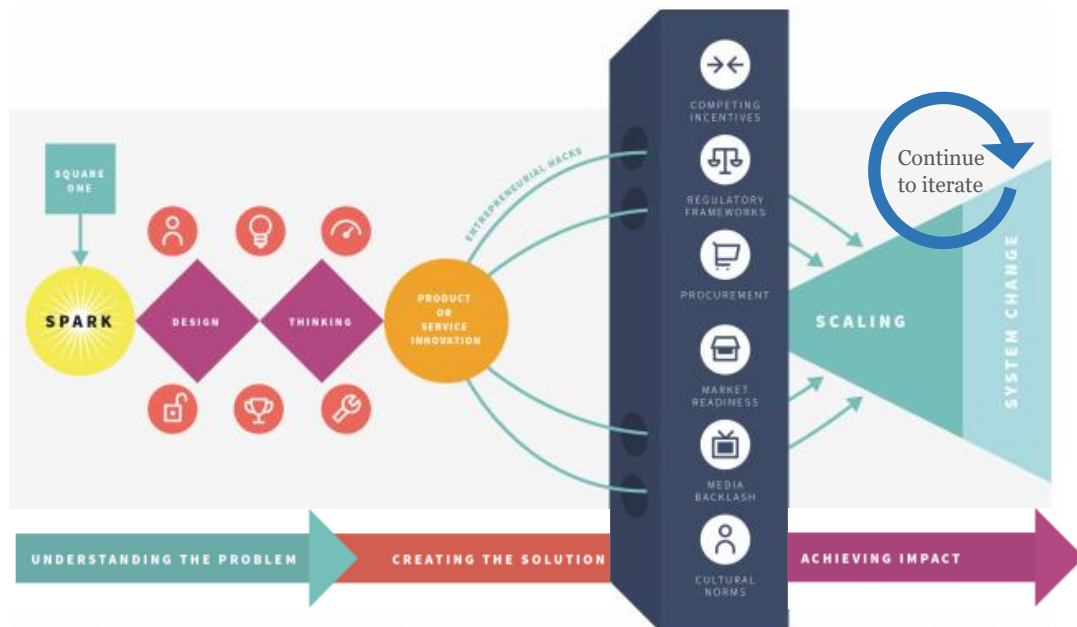 SQUARE
ONE
SPARK
DESIGN
THINKING
PRODUCT
OR
SERVICE
INNOVATION
ENTREPRENEURIAL HACKS
COMPETING
INCENTIVES
REGULATORY
FRAMEWORKS
PROCUREMENT
MARKET
READINESS
MEDIA
BACKLASH
CULTURAL
NORMS
Continue
to iterate
SCALING
SYSTEM CHANGE
UNDERSTANDING THE PROBLEM
CREATING THE SOLUTION
ACHIEVING IMPACT